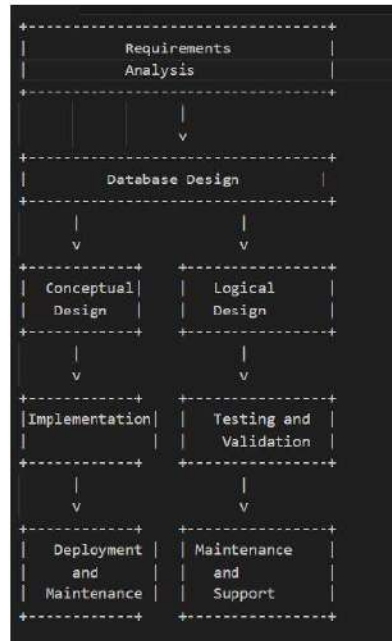 Requirements
Analysis
Database Design
Conceptual
Design
Logical
Design
Implementation
Testing and
Validation
Deployment
and
Maintenance
Maintenance
and
Support